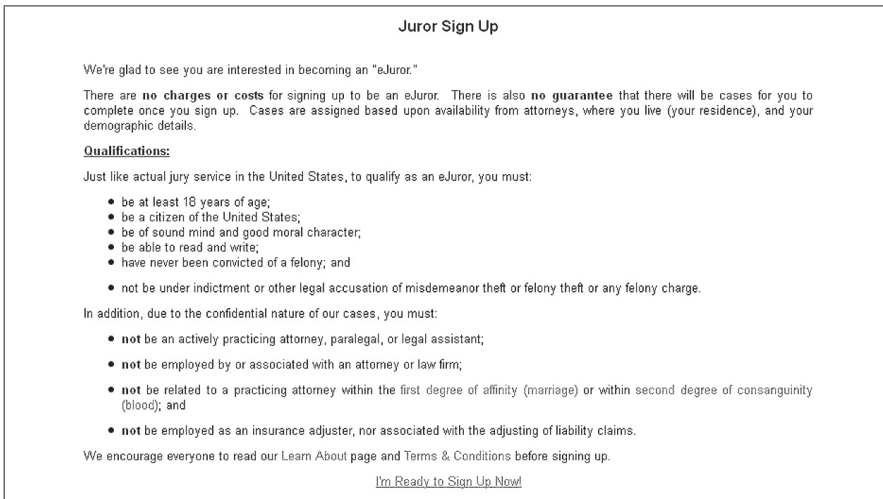 Juror Sign Up
We're glad to see you are interested in becoming an "eJuror."
There are no charges or costs for signing up to be an eJuror. There is also no guarantee that there will be cases for you to
complete once you sign up. Cases are assigned based upon availability from attorneys, where you live (your residence), and your
demographic details.
Qualifications:
Just like actual jury service in the United States, to qualify as an eJuror, you must:
● be at least 18 years of age;
● be a citizen of the United States;
● be of sound mind and good moral character;
● be able to read and write;
● have never been convicted of a felony; and
● not be under indictment or other legal accusation of misdemeanor theft or felony theft or any felony charge.
In addition, due to the confidential nature of our cases, you must:
● not be an actively practicing attorney, paralegal, or legal assistant;
● not be employed by or associated with an attorney or law firm;
● not be related to a practicing attorney within the first degree of affinity (marriage) or within second degree of consanguinity
(blood); and
● not be employed as an insurance adjuster, nor associated with the adjusting of liability claims.
We encourage everyone to read our Learn About page and Terms & Conditions before signing up.
I'm Ready to Sign Up Now!